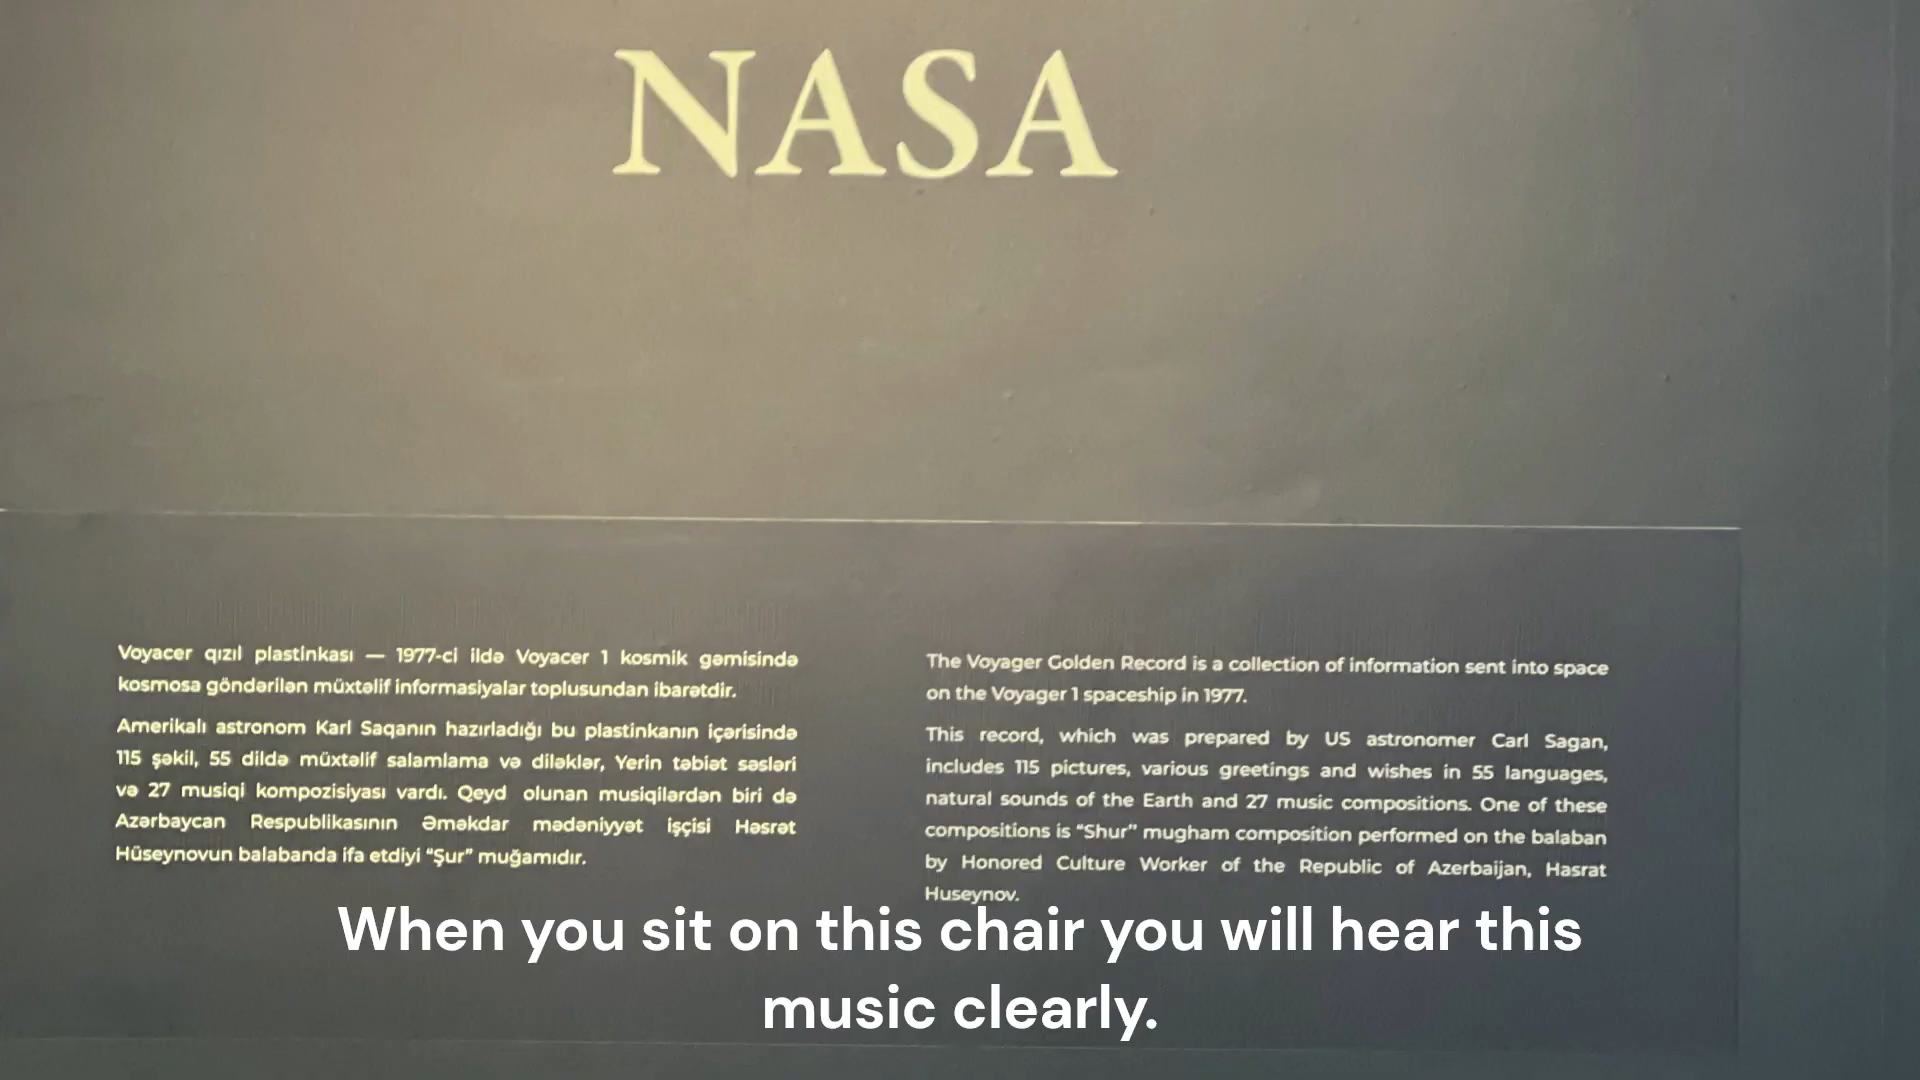 NASA
Voyacer qızıl plastinkası — 1977-ci ildə Voyacer 1 kosmik gəmisində
kosmosa göndərilən müxtəlif informasiyalar toplusundan ibarətdir.
Amerikalı astronom Karl Saqanın hazırladığı bu plastinkanın içərisində
115 şəkil, 55 dildə müxtəlif salamlama və diləklər, Yerin təbiət səsləri
və 27 musiqi kompozisiyası vardı. Qeyd olunan musiqilərdən biri də
Azərbaycan Respublikasının Əməkdar mədəniyyət işçisi Həsrət
Hüseynovun balabanda ifa etdiyi “Şur” muğamıdır.
The Voyager Golden Record is a collection of information sent into space
on the Voyager 1 spaceship in 1977.
This record, which was prepared by US astronomer Carl Sagan,
includes 115 pictures, various greetings and wishes in 55 languages,
natural sounds of the Earth and 27 music compositions. One of these
compositions is “Shur” mugham composition performed on the balaban
by Honored Culture Worker of the Republic of Azerbaijan, Hasrat
Huseynov.
When you sit on this chair you will hear this
music clearly.